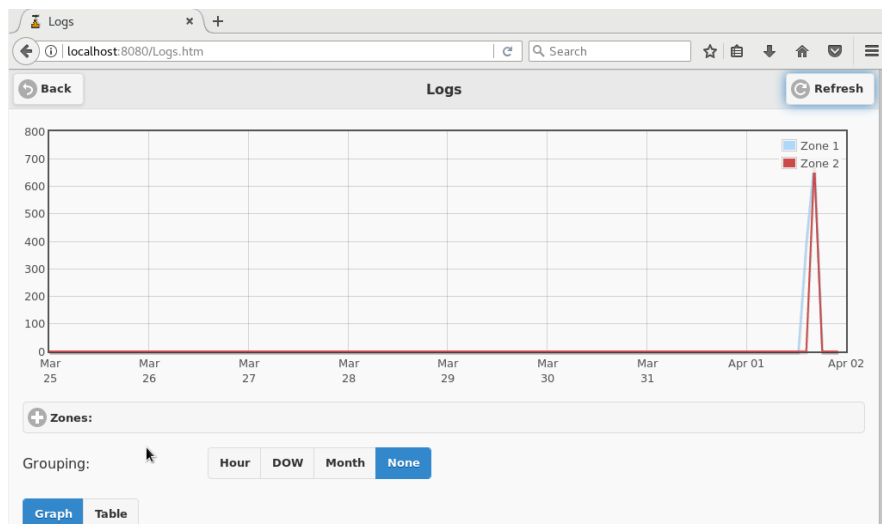 Logs
localhost:8080/Logs.htm
Search
Back
Logs
Refresh
800
700
600
500
400
300
200
100
0
Zone 1
Zone 2
Mar 25
Mar 26
Mar 27
Mar 28
Mar 29
Mar 30
Mar 31
Apr 01
Apr 02
Zones:
Grouping:
Hour
DOW
Month
None
Graph
Table